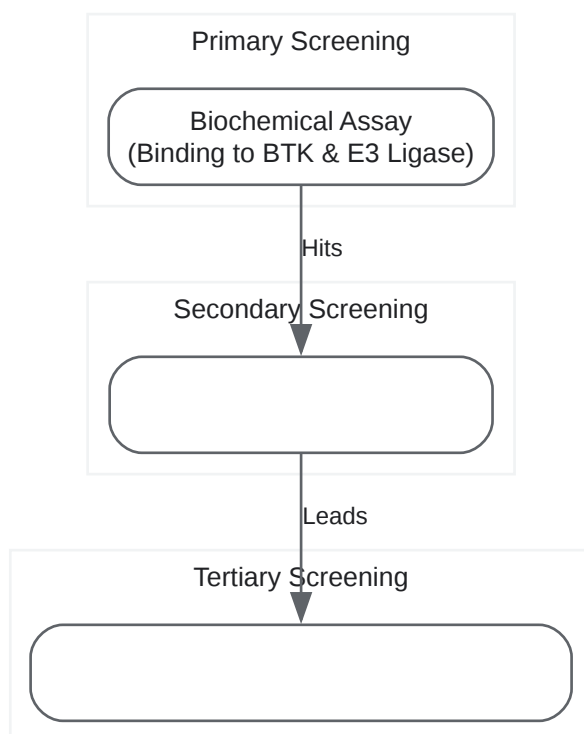 Primary Screening
Biochemical Assay
(Binding to BTK & E3 Ligase)
Hits
Secondary Screening
Leads
Tertiary Screening